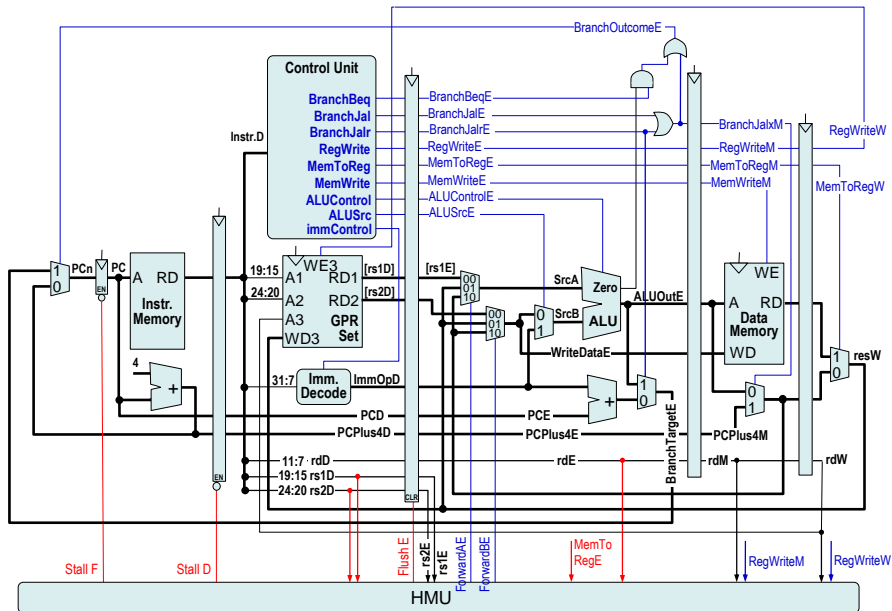 BranchOutcomeE
Control Unit
BranchBeq
BranchBeqE
BranchJal
BranchJalE
BranchJalxM
BranchJalr
BranchJalrE
RegWriteW
Instr.D
RegWrite
RegWriteE
RegWriteM
MemToReg
MemToRegE
MemToRegM
MemWrite
MemWriteE
MemWriteM
MemToRegW
ALUControl
ALUControlE
ALUSrc
ALUSrcE
immControl
1
0
PCn
PC
EN
A RD
Instr.
Memory
19:15
24:20
A1
A2
A3
WD3
WE3
RD1
RD2
GPR
Set
[rs1D]
[rs2D]
[rs1E]
00
01
10
00
01
10
SrcA
SrcB
0
1
Zero
ALU
ALUOutE
WE
A RD
Data
Memory
WD
1
0
resW
WriteDataE
4
+
31:7
Imm.
Decode
ImmOpD
+
1
0
0
1
PCD
PCE
PCPlus4D
PCPlus4E
PCPlus4M
BranchTargetE
11:7 rdD
rdE
rdM
rdW
19:15 rs1D
24:20 rs2D
EN
CLR
Stall F
Stall D
Flush E
rs2E
rs1E
ForwardAE
ForwardBE
MemTo
RegE
RegWriteM
RegWriteW
HMU